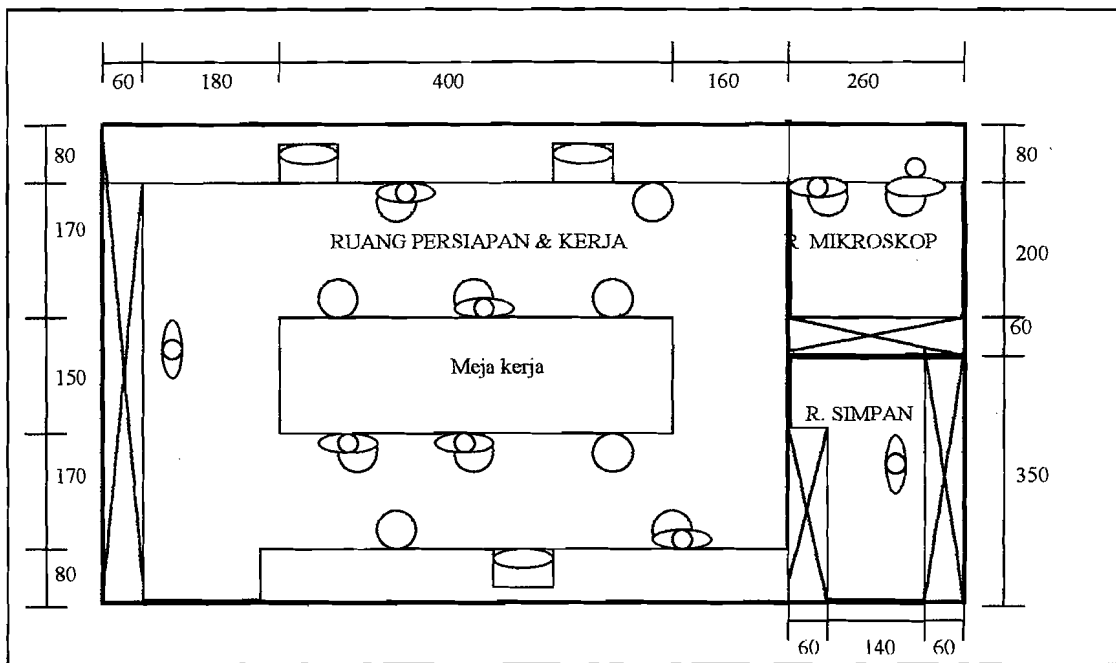 60 180 400 160 260
80 80
170
RUANG PERSIAPAN & KERJA R MIKROSKOP
200
60
Meja kerja
150
R. SIMPAN
170 350
80
60 140 60